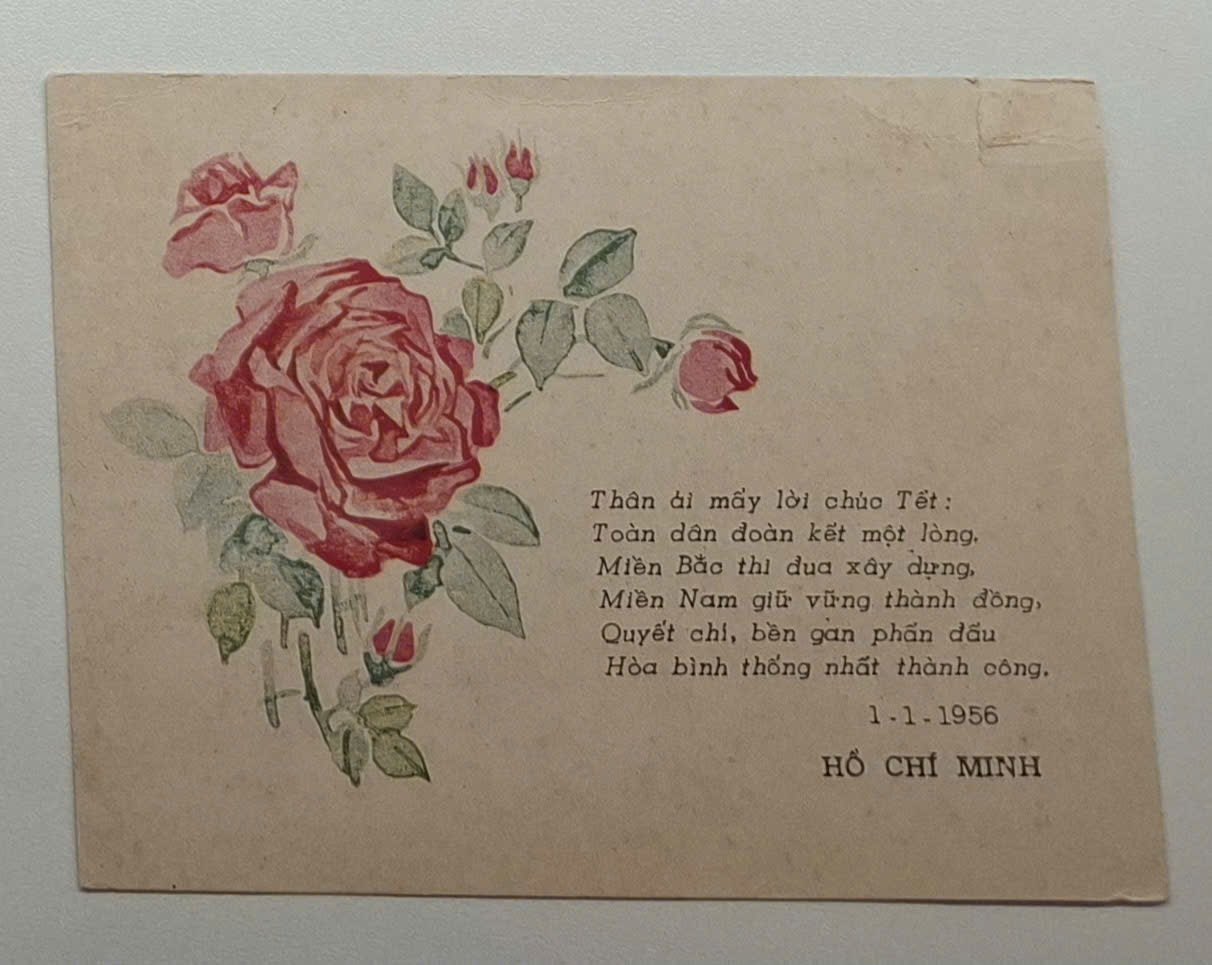 Thân ái mấy lời chúc Tết:
Toàn dân đoàn kết một lòng,
Miền Bắc thi đua xây dựng,
Miền Nam giữ vững thành đồng,
Quyết chí, bền gan phấn đấu
Hòa bình thống nhất thành công.
1-1-1956
HỒ CHÍ MINH